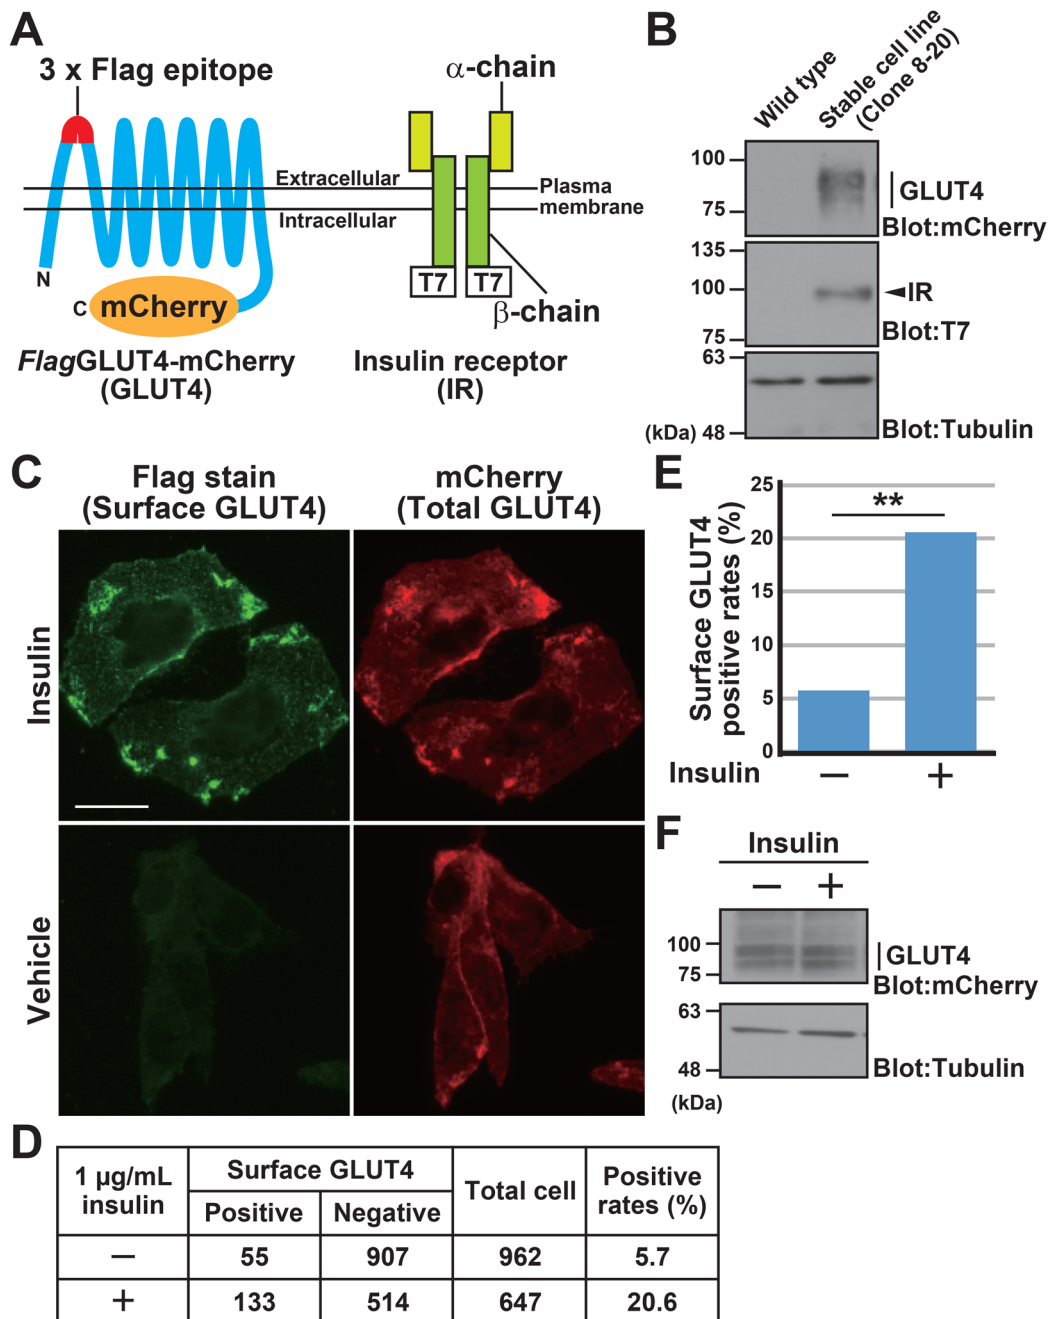 A
3 x Flag epitope
α-chain
Extracellular
Intracellular
Plasma
membrane
N
C
mCherry
T7
T7
β-chain
FlagGLUT4-mCherry
(GLUT4)
Insulin receptor
(IR)
B
Wild type
Stable cell line
(Clone 8-20)
100
75
GLUT4
Blot:mCherry
135
100
75
IR
Blot:T7
63
(kDa) 48
Blot:Tubulin
C
Flag stain
(Surface GLUT4)
mCherry
(Total GLUT4)
Insulin
Vehicle
E
Surface GLUT4
positive rates (%)
25
20
15
10
5
0
**
Insulin − +
F
Insulin
− +
100
75
GLUT4
Blot:mCherry
63
48
Blot:Tubulin
(kDa)
D
1 µg/mL
insulin
Surface GLUT4
Positive Negative
Total cell
Positive
rates (%)
− 55 907 962 5.7
+ 133 514 647 20.6